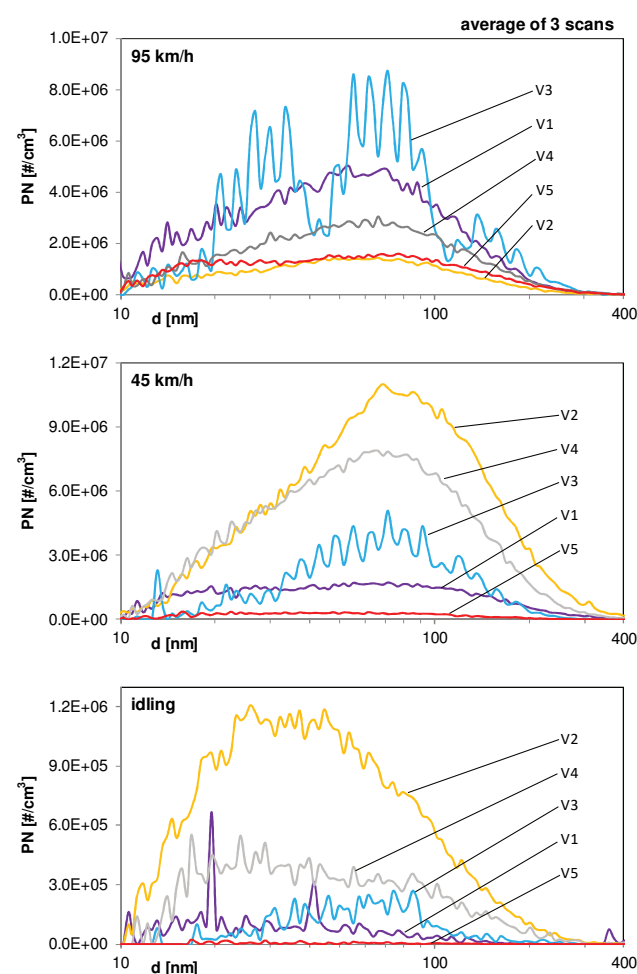 average of 3 scans
95 km/h
PN [#/cm³]
1.0E+07
8.0E+06
6.0E+06
4.0E+06
2.0E+06
0.0E+00
V3
V1
V4
V5
V2
10 100 400
d [nm]
45 km/h
PN [#/cm³]
1.2E+07
9.0E+06
6.0E+06
3.0E+06
0.0E+00
V2
V4
V3
V1
V5
10 100 400
d [nm]
idling
PN [#/cm³]
1.2E+06
9.0E+05
6.0E+05
3.0E+05
0.0E+00
V2
V4
V3
V1
V5
10 100 400
d [nm]